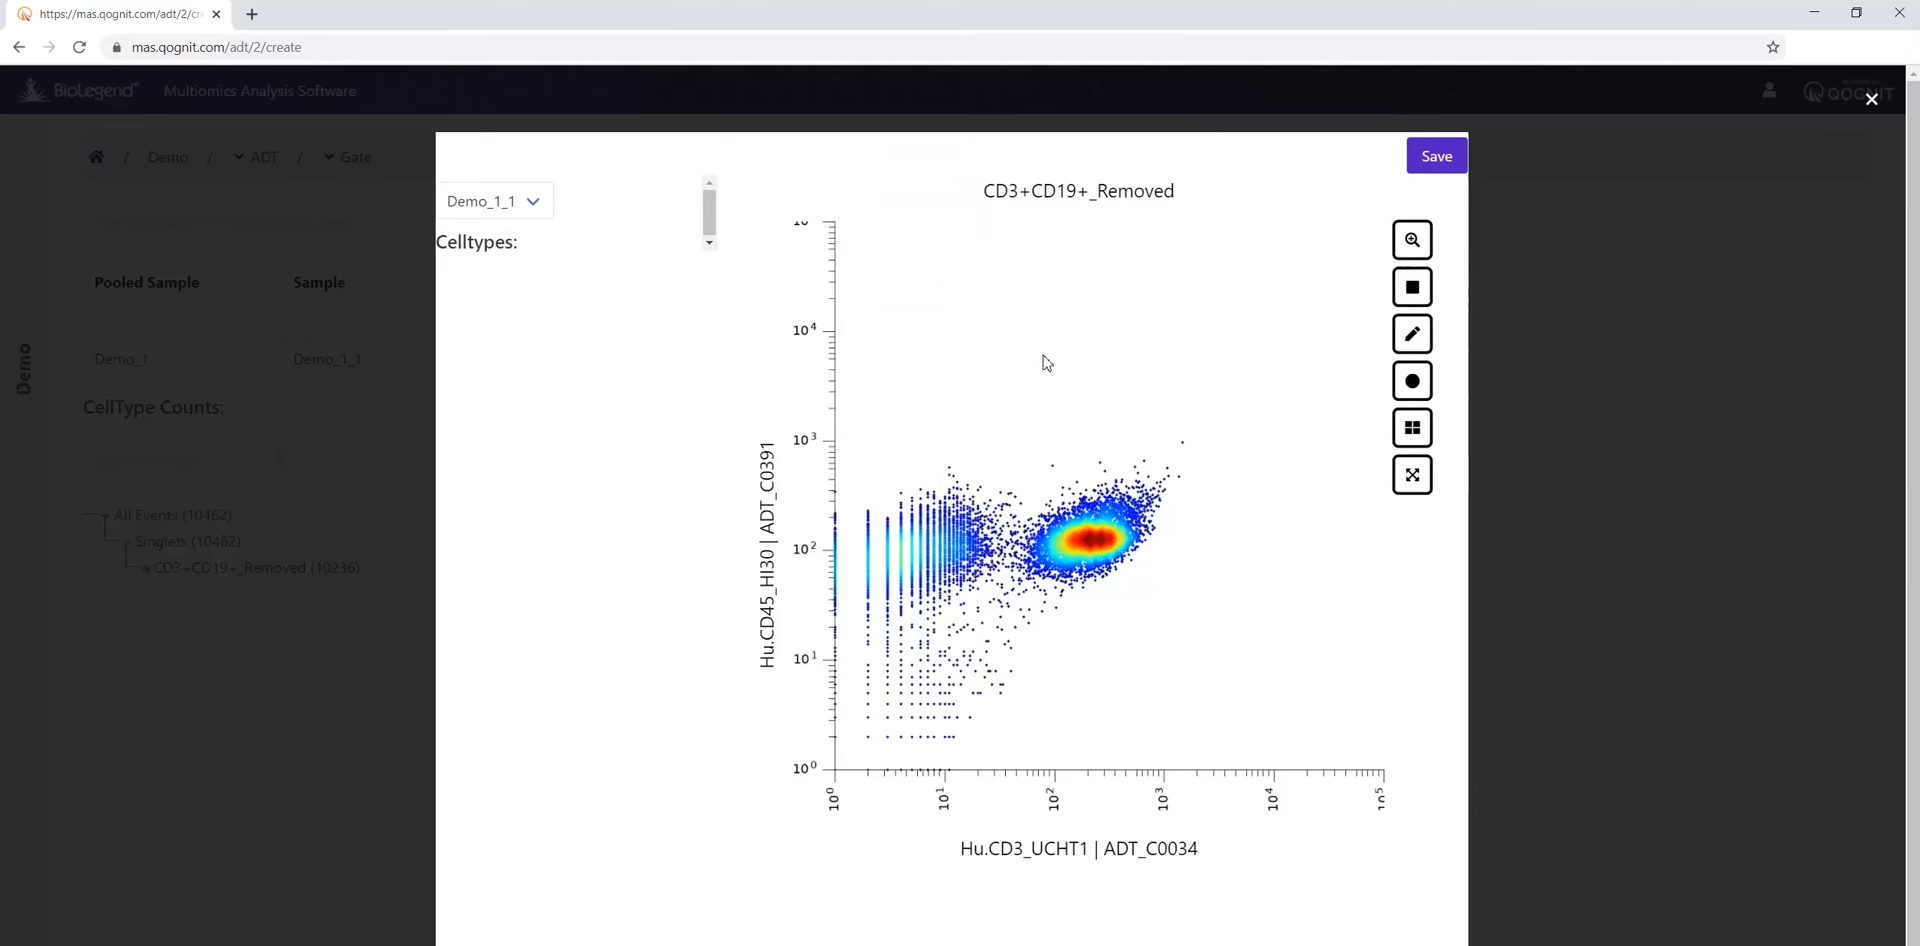 https://mas.qognit.com/adt/2/cr
mas.qognit.com/adt/2/create
BioLegend® Multiomics Analysis Software
QOGNIT
/ Demo / ADT / Gate
Save
Demo_1_1
Celltypes:
CD3+CD19+_Removed
Pooled Sample Sample
Demo
Demo_1 Demo_1_1
CellType Counts:
All Events (10462)
Singlets (10462)
CD3+CD19+_Removed (10236)
Hu.CD45_HI30 | ADT_C0391
10⁴
10³
10²
10¹
10⁰
10⁰ 10¹ 10² 10³ 10⁴ 10⁵
Hu.CD3_UCHT1 | ADT_C0034